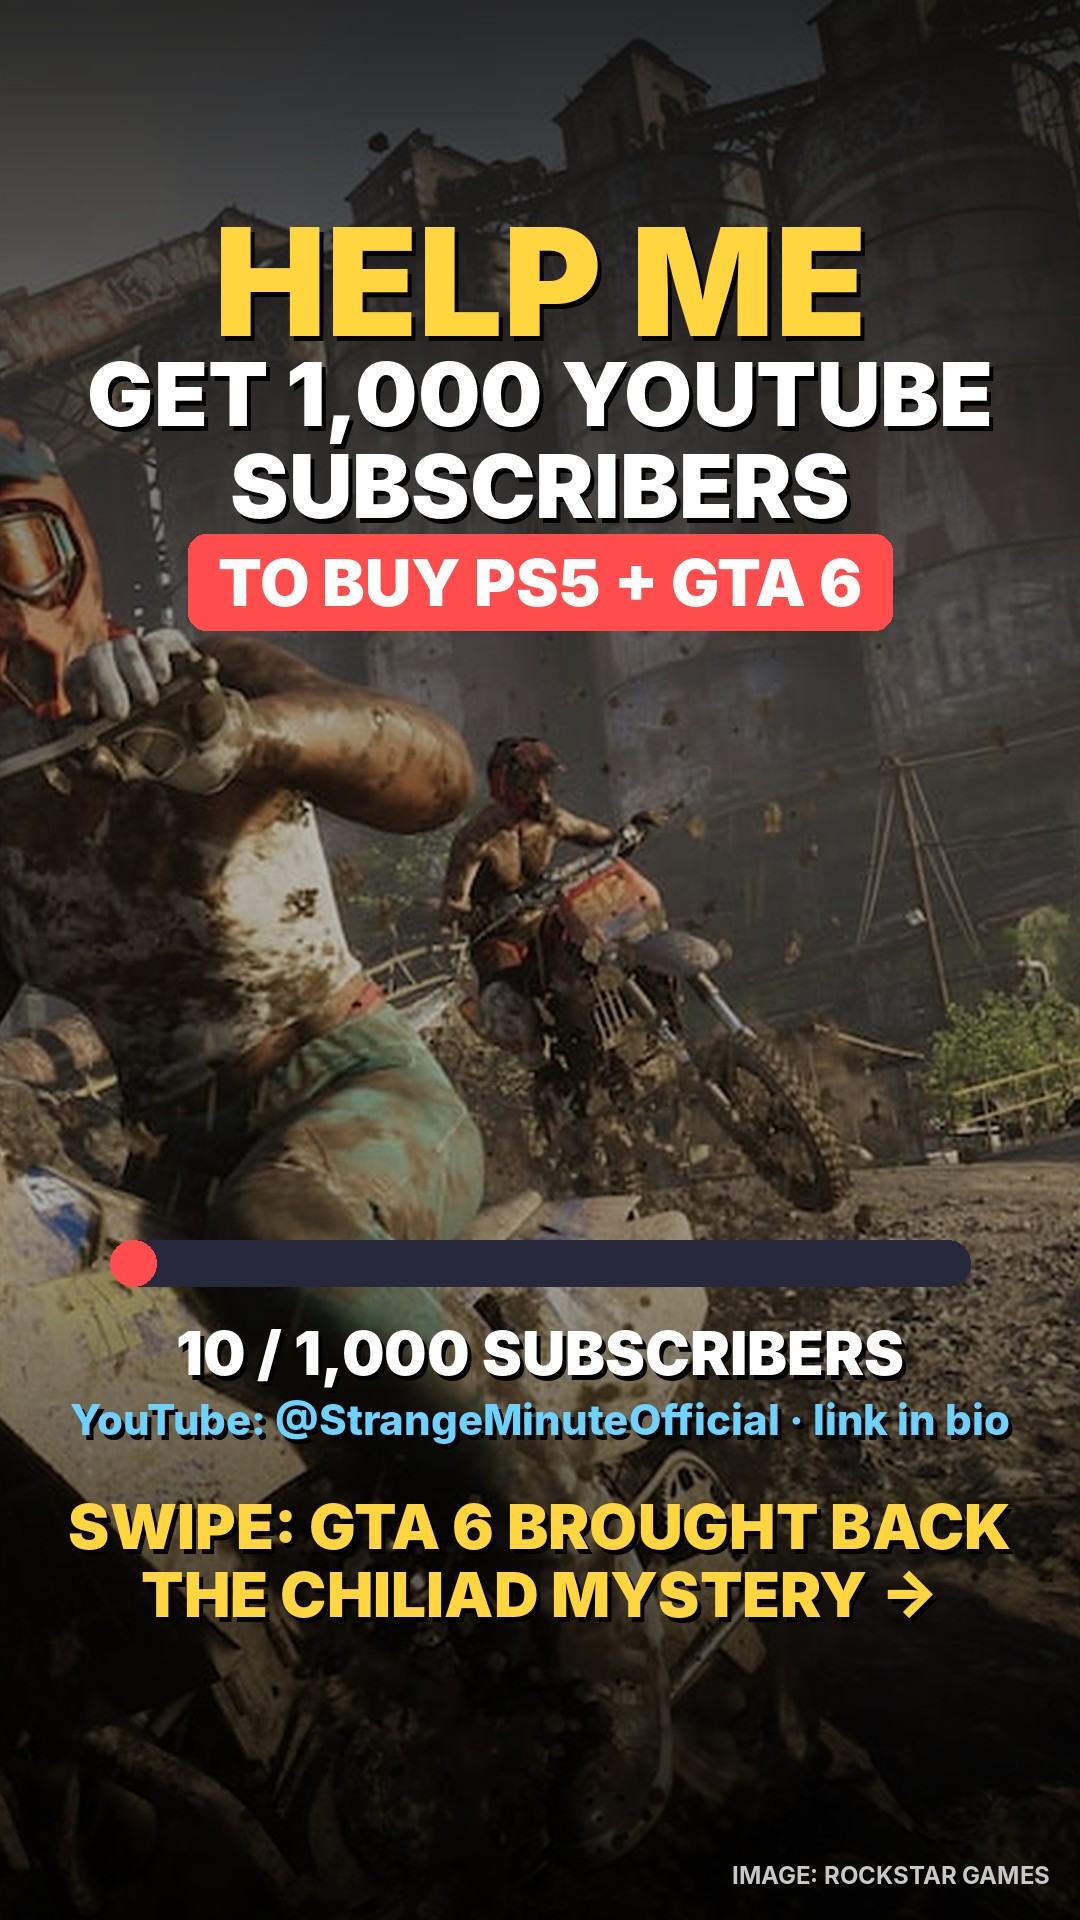 HELP ME
GET 1,000 YOUTUBE
SUBSCRIBERS
TO BUY PS5 + GTA 6
10 / 1,000 SUBSCRIBERS
YouTube: @StrangeMinuteOfficial · link in bio
SWIPE: GTA 6 BROUGHT BACK
THE CHILIAD MYSTERY →
IMAGE: ROCKSTAR GAMES